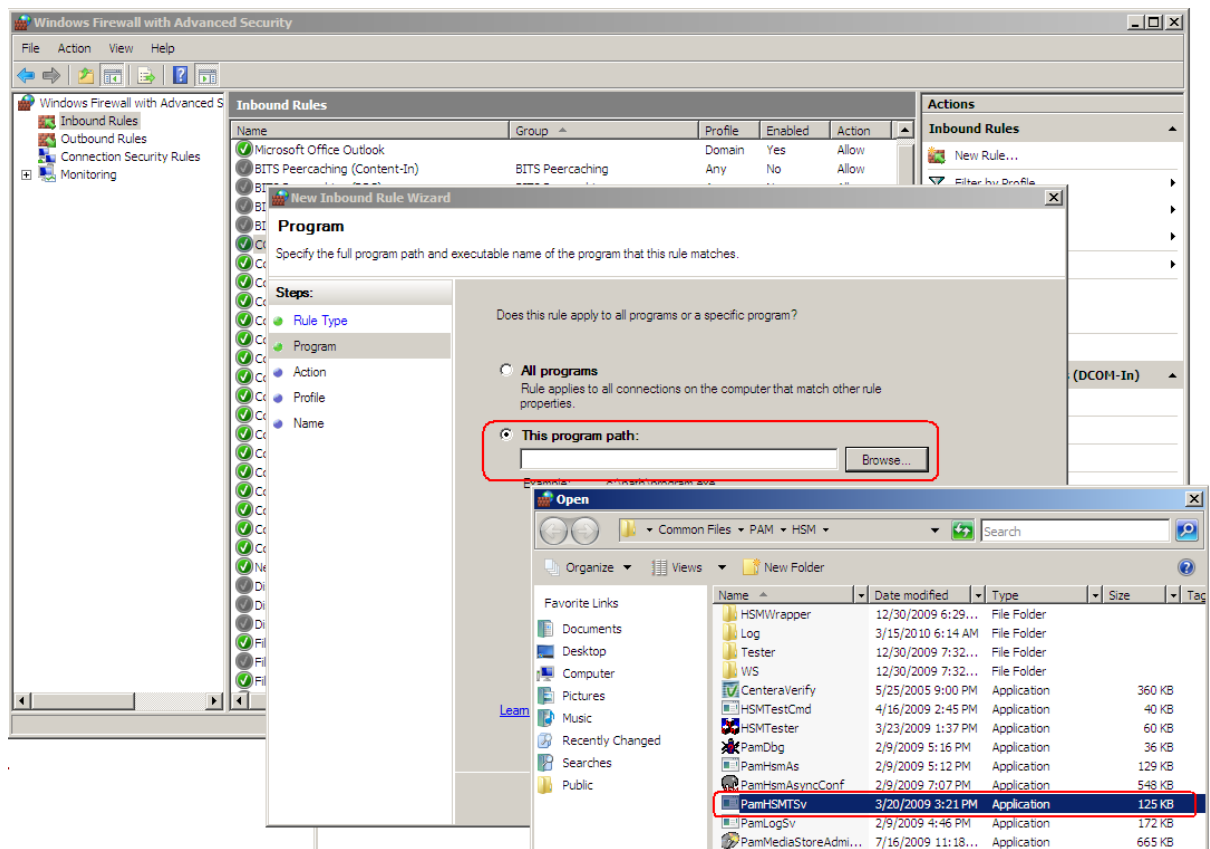 Windows Firewall with Advanced Security
File Action View Help
Windows Firewall with Advanced S
Inbound Rules
Outbound Rules
Connection Security Rules
Monitoring
Inbound Rules
Name Group Profile Enabled Action
Microsoft Office Outlook Domain Yes Allow
BITS Peercaching (Content-In) BITS Peercaching Any No Allow
Actions
Inbound Rules
New Rule...
Filter by Profile
(DCOM-In)
New Inbound Rule Wizard
Program
Specify the full program path and executable name of the program that this rule matches.
Steps:
Rule Type
Program
Action
Profile
Name
Does this rule apply to all programs or a specific program?
All programs
Rule applies to all connections on the computer that match other rule
properties.
This program path:
Browse...
Example: c:\path\program.exe
Learn
Open
Common Files PAM HSM
Search
Organize Views New Folder
Favorite Links
Documents
Desktop
Computer
Pictures
Music
Recently Changed
Searches
Public
Name Date modified Type Size Tag
HSMWrapper 12/30/2009 6:29... File Folder
Log 3/15/2010 6:14 AM File Folder
Tester 12/30/2009 7:32... File Folder
WS 12/30/2009 7:32... File Folder
CenteraVerify 5/25/2005 9:00 PM Application 360 KB
HSMTestCmd 4/16/2009 2:45 PM Application 40 KB
HSMTester 3/23/2009 1:37 PM Application 60 KB
PamDbg 2/9/2009 5:16 PM Application 36 KB
PamHsmAs 2/9/2009 5:12 PM Application 129 KB
PamHsmAsyncConf 2/9/2009 7:07 PM Application 548 KB
PamHSMTSv 3/20/2009 3:21 PM Application 125 KB
PamLogSv 2/9/2009 4:46 PM Application 172 KB
PamMediaStoreAdmi... 7/16/2009 11:18... Application 665 KB